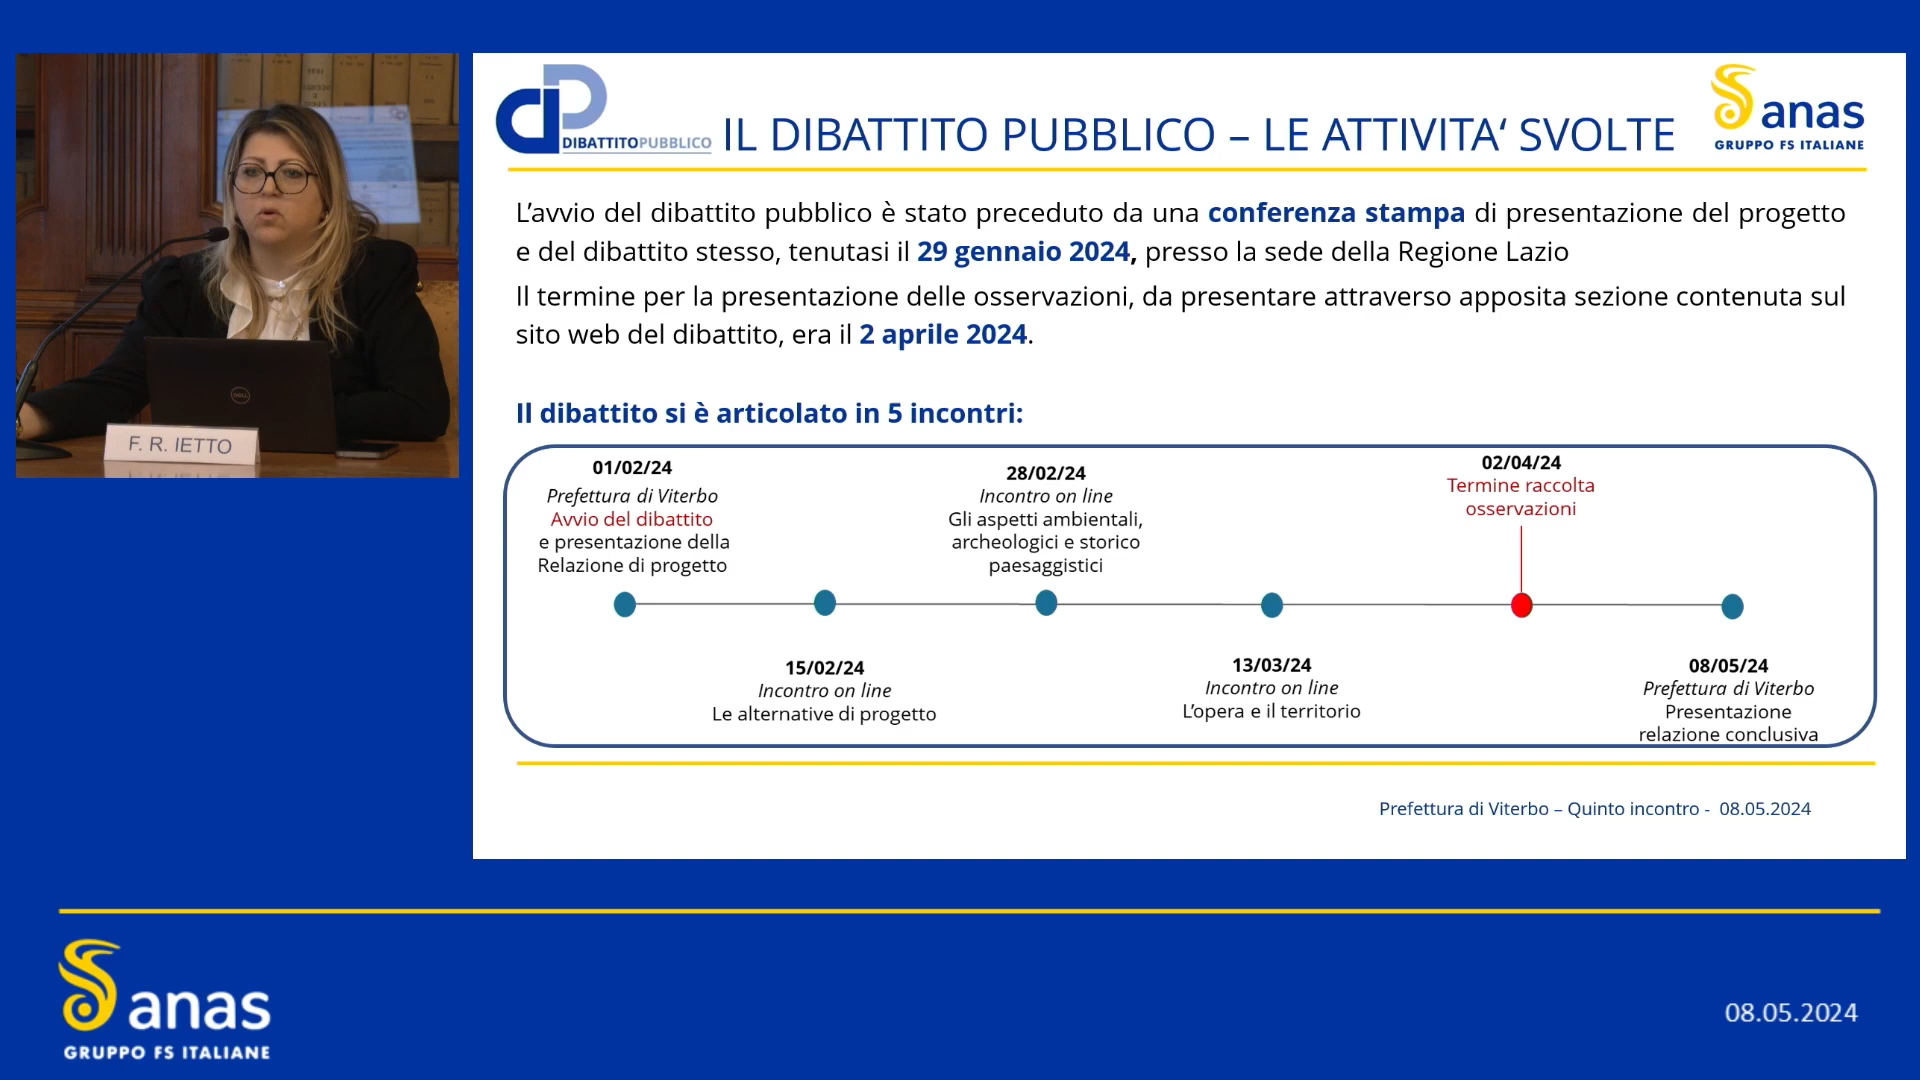 DIBATTITOPUBBLICO
IL DIBATTITO PUBBLICO – LE ATTIVITA‘ SVOLTE
anas
GRUPPO FS ITALIANE
L’avvio del dibattito pubblico è stato preceduto da una conferenza stampa di presentazione del progetto
e del dibattito stesso, tenutasi il 29 gennaio 2024, presso la sede della Regione Lazio
Il termine per la presentazione delle osservazioni, da presentare attraverso apposita sezione contenuta sul
sito web del dibattito, era il 2 aprile 2024.
Il dibattito si è articolato in 5 incontri:
01/02/24
Prefettura di Viterbo
Avvio del dibattito
e presentazione della
Relazione di progetto
15/02/24
Incontro on line
Le alternative di progetto
28/02/24
Incontro on line
Gli aspetti ambientali,
archeologici e storico
paesaggistici
13/03/24
Incontro on line
L’opera e il territorio
02/04/24
Termine raccolta
osservazioni
08/05/24
Prefettura di Viterbo
Presentazione
relazione conclusiva
Prefettura di Viterbo – Quinto incontro - 08.05.2024
F. R. IETTO
DELL
anas
GRUPPO FS ITALIANE
08.05.2024